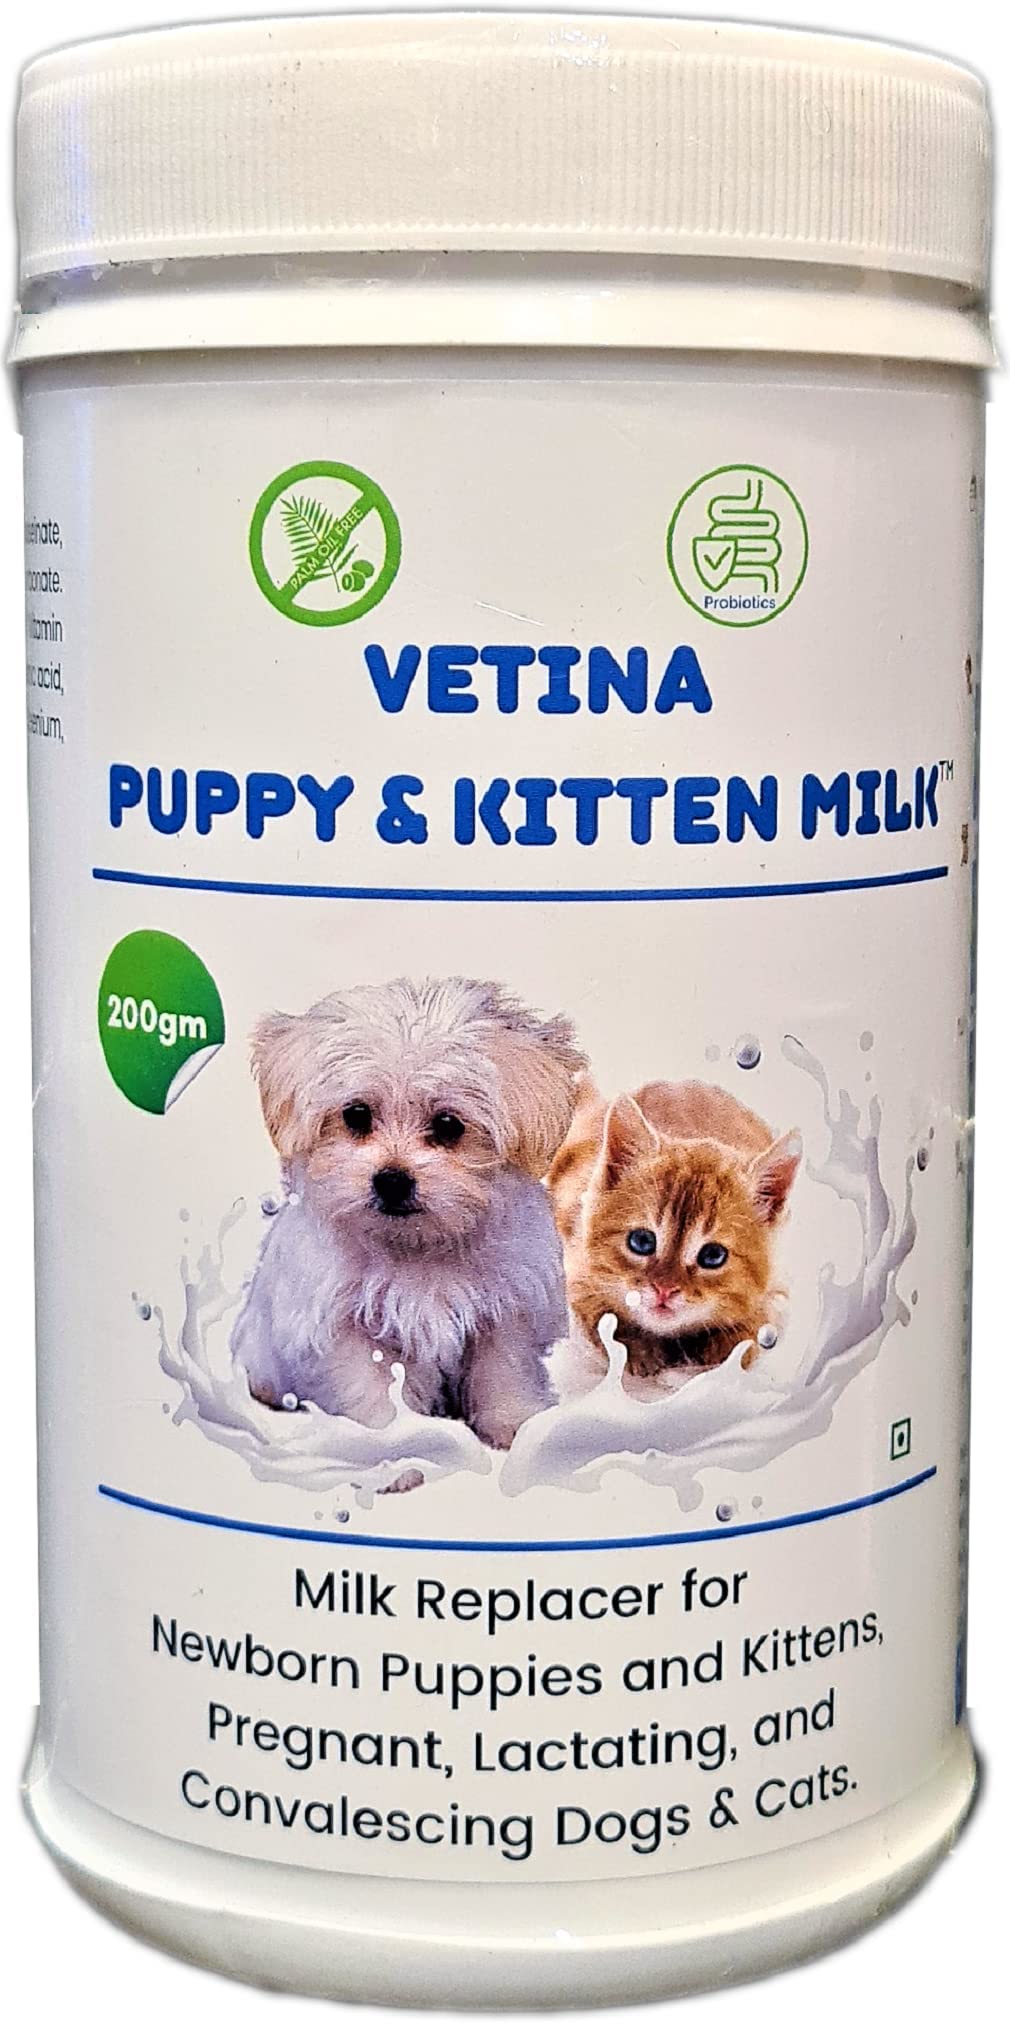 PALM OIL FREE
Probiotics
VETINA
PUPPY & KITTEN MILK™
200gm
Milk Replacer for
Newborn Puppies and Kittens,
Pregnant, Lactating, and
Convalescing Dogs & Cats.
acid,